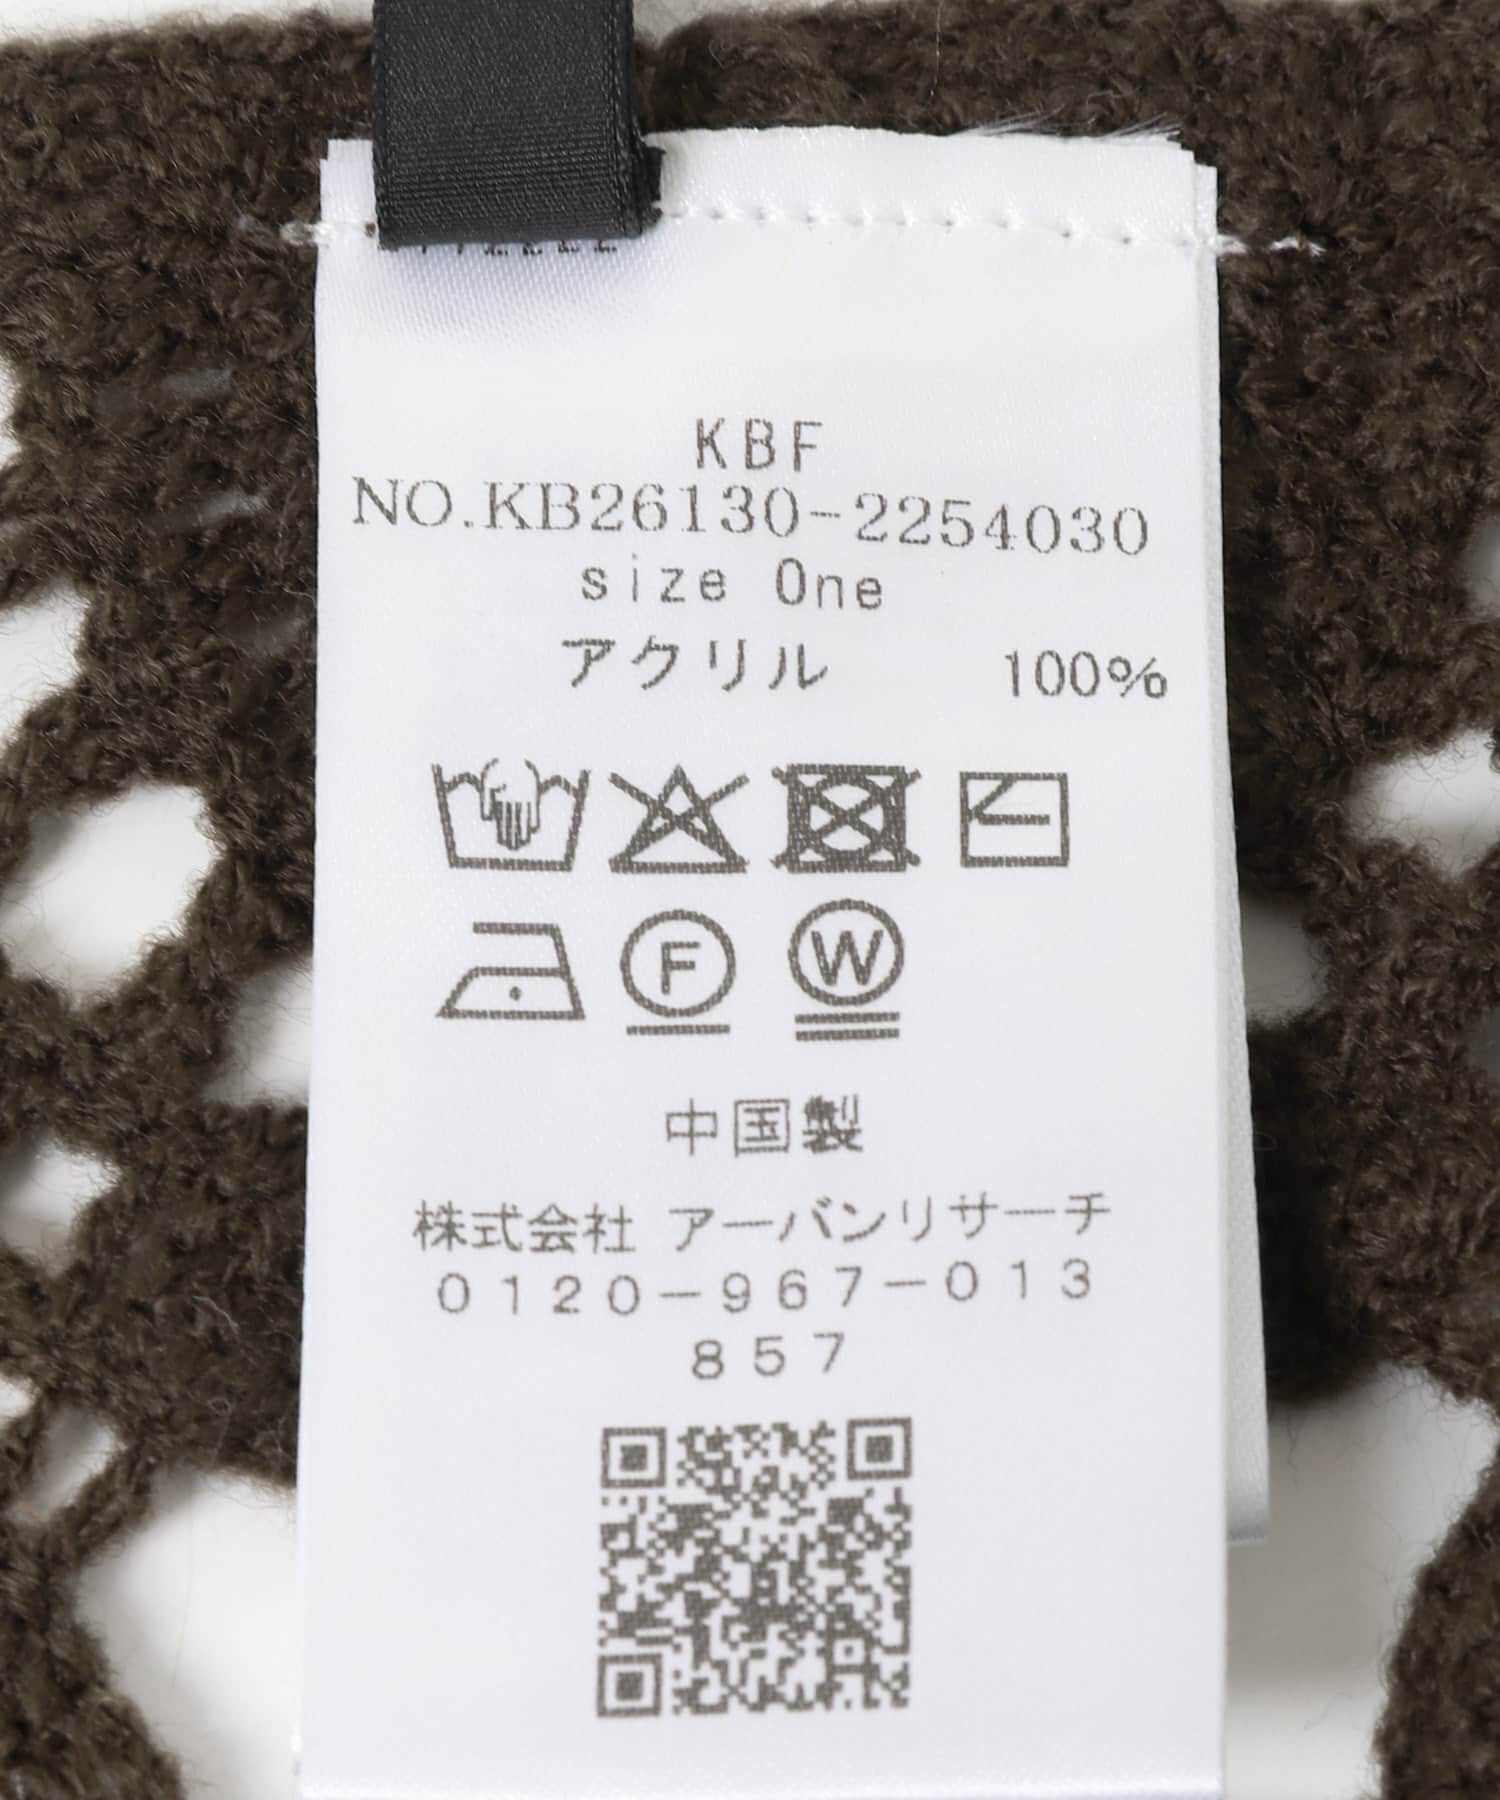 KBF
NO.KB26130-2254030
size One
アクリル 100%
F W
中国製
株式会社 アーバンリサーチ
0120-967-013
857